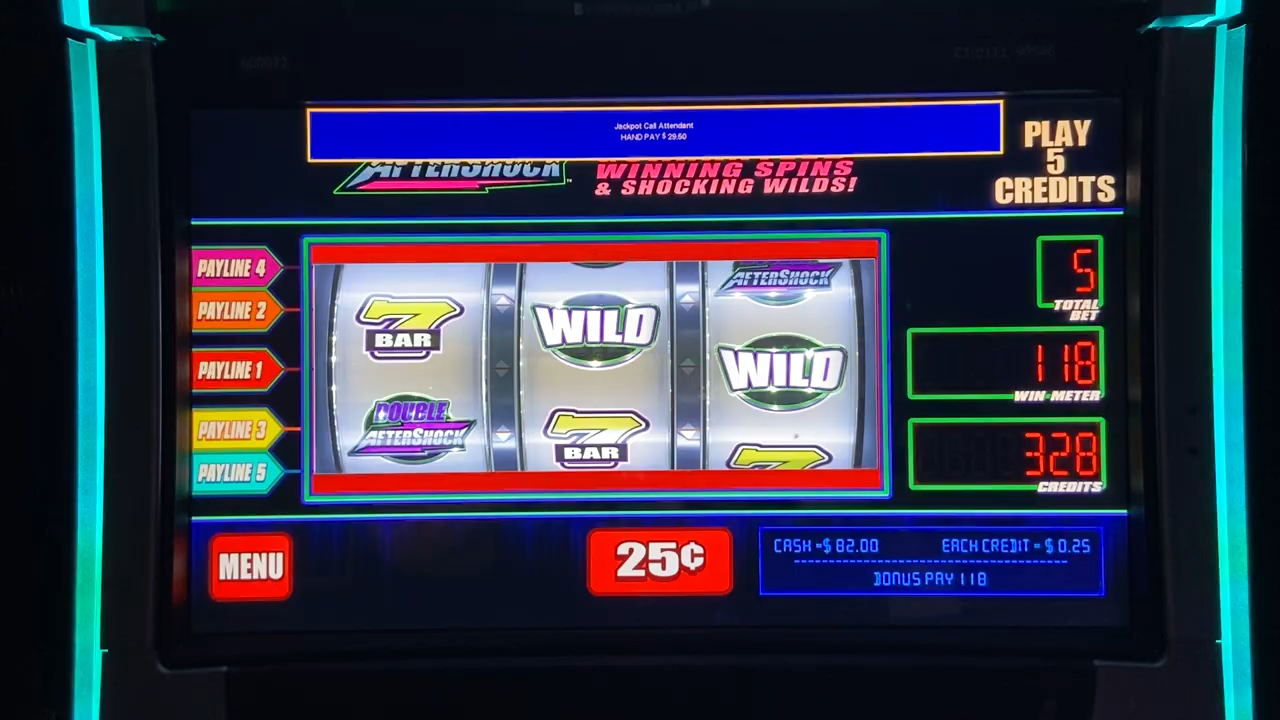 Jackpot Call Attendant
HAND PAY $ 29.50
AFTERSHOCK™
WINNING SPINS
& SHOCKING WILDS!
PLAY
5
CREDITS
PAYLINE 4
PAYLINE 2
PAYLINE 1
PAYLINE 3
PAYLINE 5
7
BAR
DOUBLE
AFTERSHOCK
WILD
7
BAR
AFTERSHOCK
WILD
7
5
TOTAL
BET
118
WIN METER
328
CREDITS
MENU
25¢
CASH =$ 82.00
EACH CREDIT = $ 0.25
BONUS PAY 118